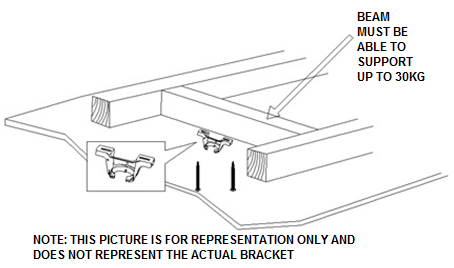 BEAM
MUST BE
ABLE TO
SUPPORT
UP TO 30KG
NOTE: THIS PICTURE IS FOR REPRESENTATION ONLY AND
DOES NOT REPRESENT THE ACTUAL BRACKET